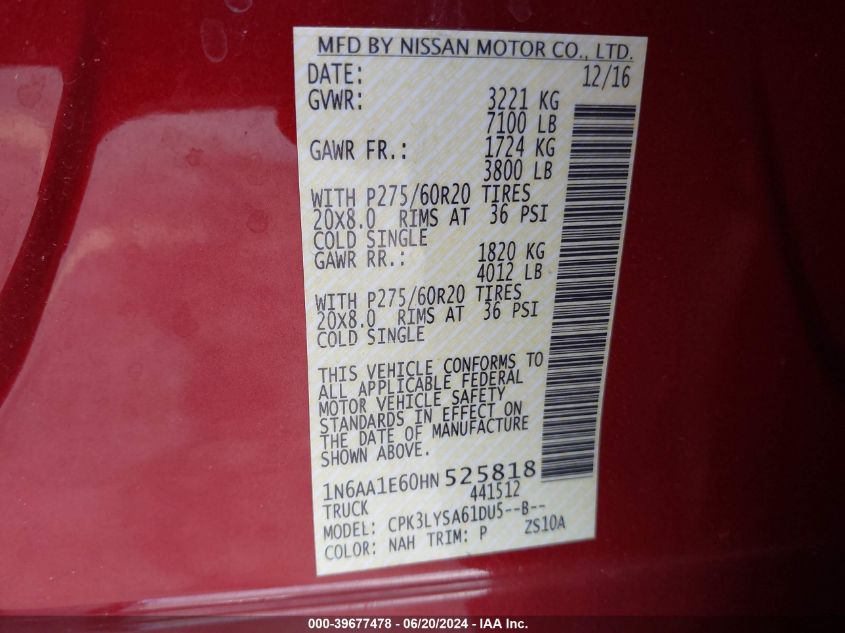 MFD BY NISSAN MOTOR CO., LTD.
DATE: 12/16
GVWR: 3221 KG
7100 LB
GAWR FR.: 1724 KG
3800 LB
WITH P275/60R20 TIRES
20X8.0 RIMS AT 36 PSI
COLD SINGLE
GAWR RR.: 1820 KG
4012 LB
WITH P275/60R20 TIRES
20X8.0 RIMS AT 36 PSI
COLD SINGLE
THIS VEHICLE CONFORMS TO
ALL APPLICABLE FEDERAL
MOTOR VEHICLE SAFETY
STANDARDS IN EFFECT ON
THE DATE OF MANUFACTURE
SHOWN ABOVE.
1N6AA1E60HN525818
TRUCK 441512
MODEL: CPK3LYSA61DU5--B--
COLOR: NAH TRIM: P ZS10A
000-39677478 - 06/20/2024 - IAA Inc.